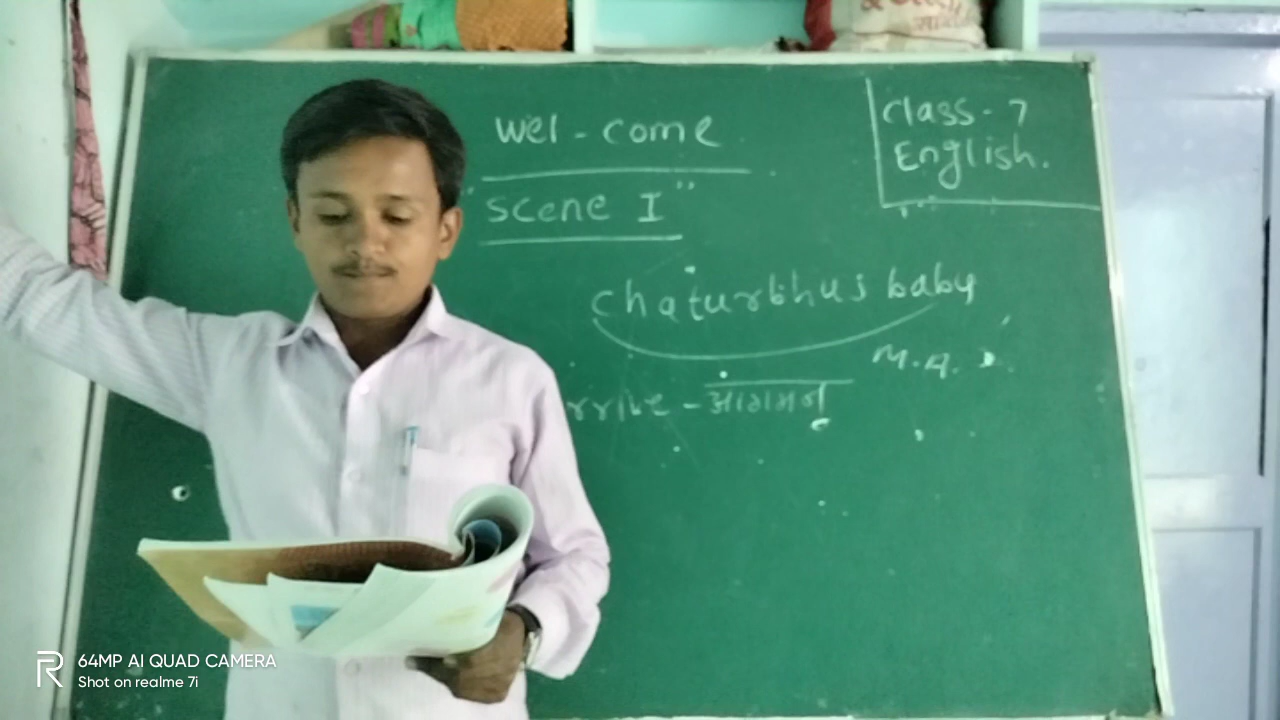 wel-come
Class-7
English.
"Scene I"
chaturbhus baby
M.A.
rrive - आगमन
64MP AI QUAD CAMERA
Shot on realme 7i